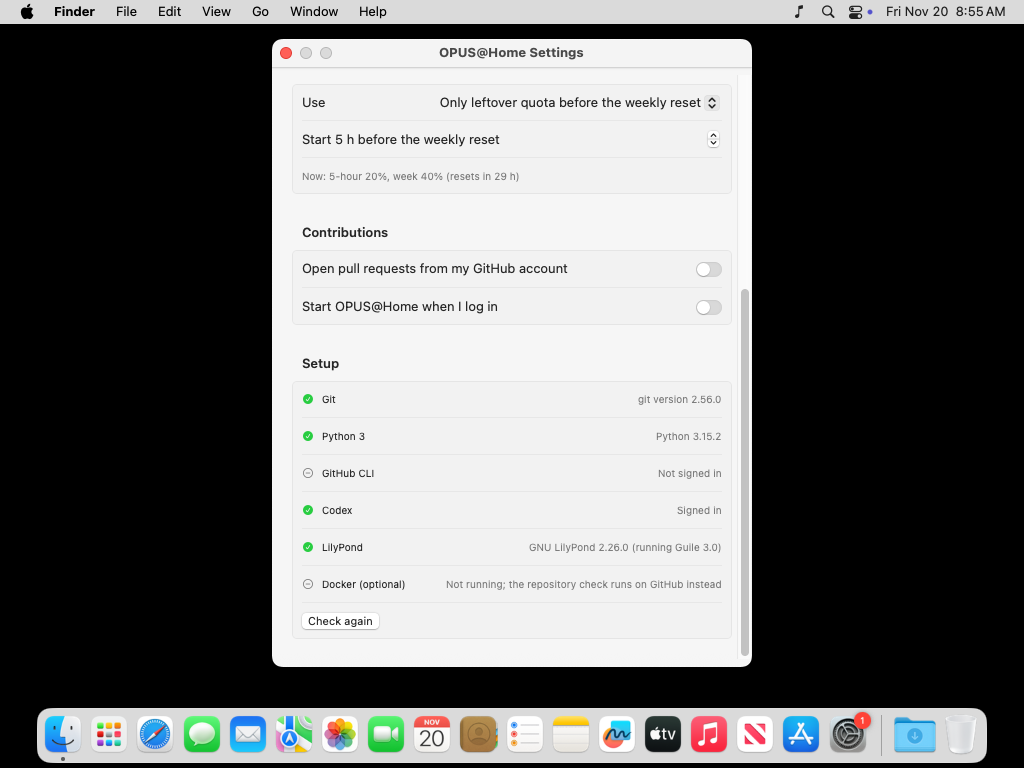 Finder File Edit View Go Window Help Fri Nov 20 8:55 AM
OPUS@Home Settings
Use Only leftover quota before the weekly reset
Start 5 h before the weekly reset
Now: 5-hour 20%, week 40% (resets in 29 h)
Contributions
Open pull requests from my GitHub account
Start OPUS@Home when I log in
Setup
Git git version 2.56.0
Python 3 Python 3.15.2
GitHub CLI Not signed in
Codex Signed in
LilyPond GNU LilyPond 2.26.0 (running Guile 3.0)
Docker (optional) Not running; the repository check runs on GitHub instead
Check again
NOV
20
tv
1